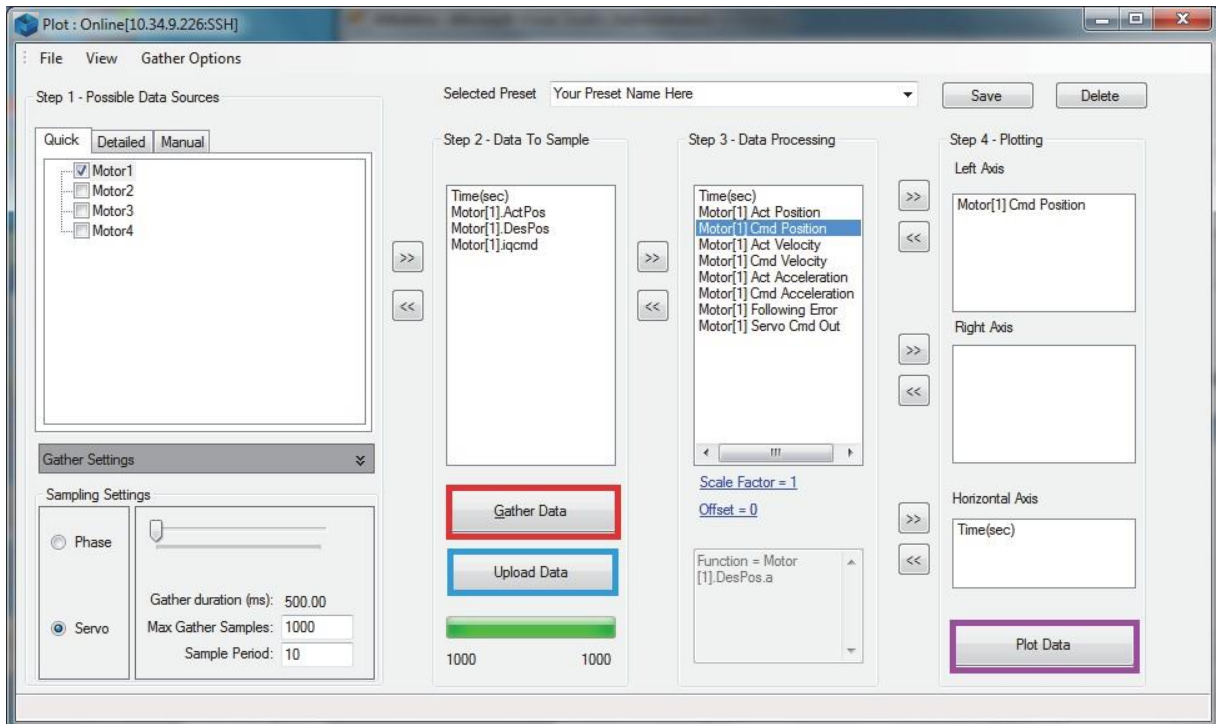 Plot : Online[10.34.9.226:SSH]
File View Gather Options
Step 1 - Possible Data Sources
Selected Preset Your Preset Name Here
Save Delete
Quick Detailed Manual
Motor1
Motor2
Motor3
Motor4
>>
<<
Gather Settings
Sampling Settings
Phase
Servo
Gather duration (ms): 500.00
Max Gather Samples: 1000
Sample Period: 10
Step 2 - Data To Sample
Time(sec)
Motor[1].ActPos
Motor[1].DesPos
Motor[1].iqcmd
Gather Data
Upload Data
1000 1000
>>
<<
Step 3 - Data Processing
Time(sec)
Motor[1] Act Position
Motor[1] Cmd Position
Motor[1] Act Velocity
Motor[1] Cmd Velocity
Motor[1] Act Acceleration
Motor[1] Cmd Acceleration
Motor[1] Following Error
Motor[1] Servo Cmd Out
Scale Factor = 1
Offset = 0
Function = Motor
[1].DesPos.a
Step 4 - Plotting
Left Axis
>>
<<
Motor[1] Cmd Position
Right Axis
>>
<<
Horizontal Axis
>>
<<
Time(sec)
Plot Data